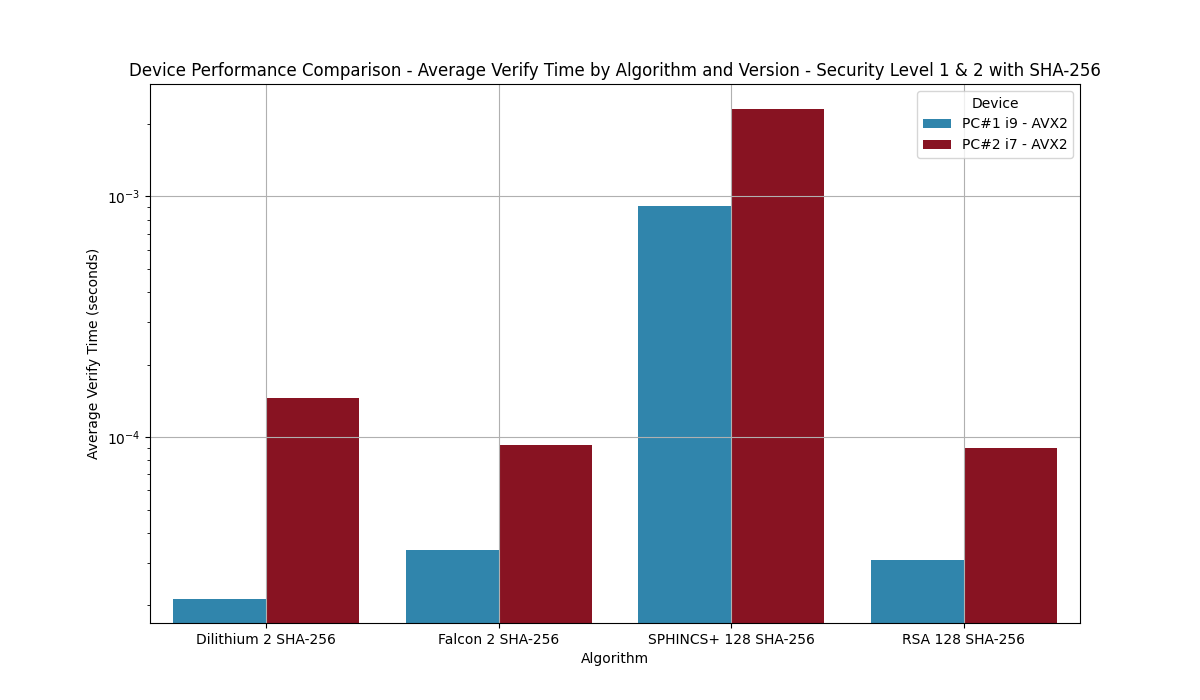 Device Performance Comparison - Average Verify Time by Algorithm and Version - Security Level 1 & 2 with SHA-256
Device
PC#1 i9 - AVX2
PC#2 i7 - AVX2
10⁻³
10⁻⁴
Average Verify Time (seconds)
Dilithium 2 SHA-256
Falcon 2 SHA-256
SPHINCS+ 128 SHA-256
RSA 128 SHA-256
Algorithm